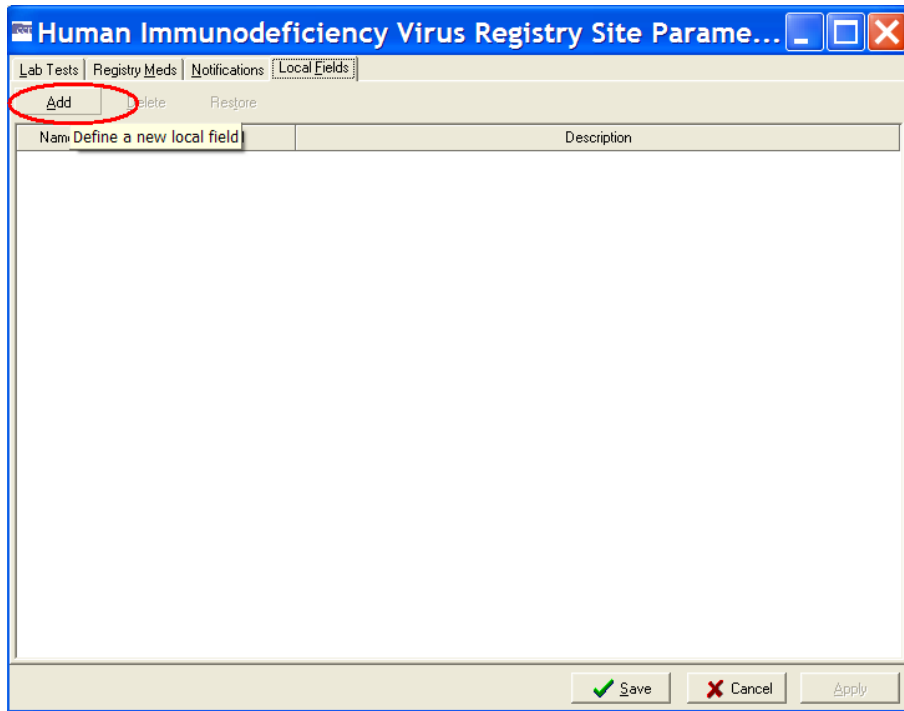 Human Immunodeficiency Virus Registry Site Parame...
Lab Tests Registry Meds Notifications Local Fields
Add Delete Restore
Define a new local field
Description
Save Cancel Apply